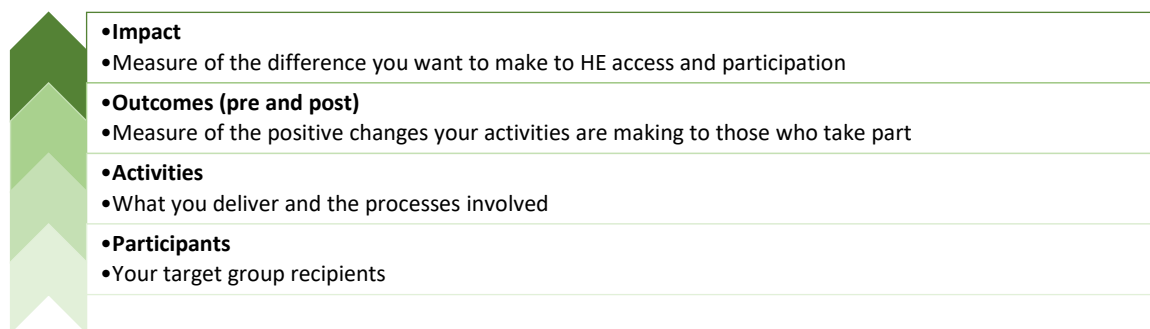 •Impact
•Measure of the difference you want to make to HE access and participation
•Outcomes (pre and post)
•Measure of the positive changes your activities are making to those who take part
•Activities
•What you deliver and the processes involved
•Participants
•Your target group recipients